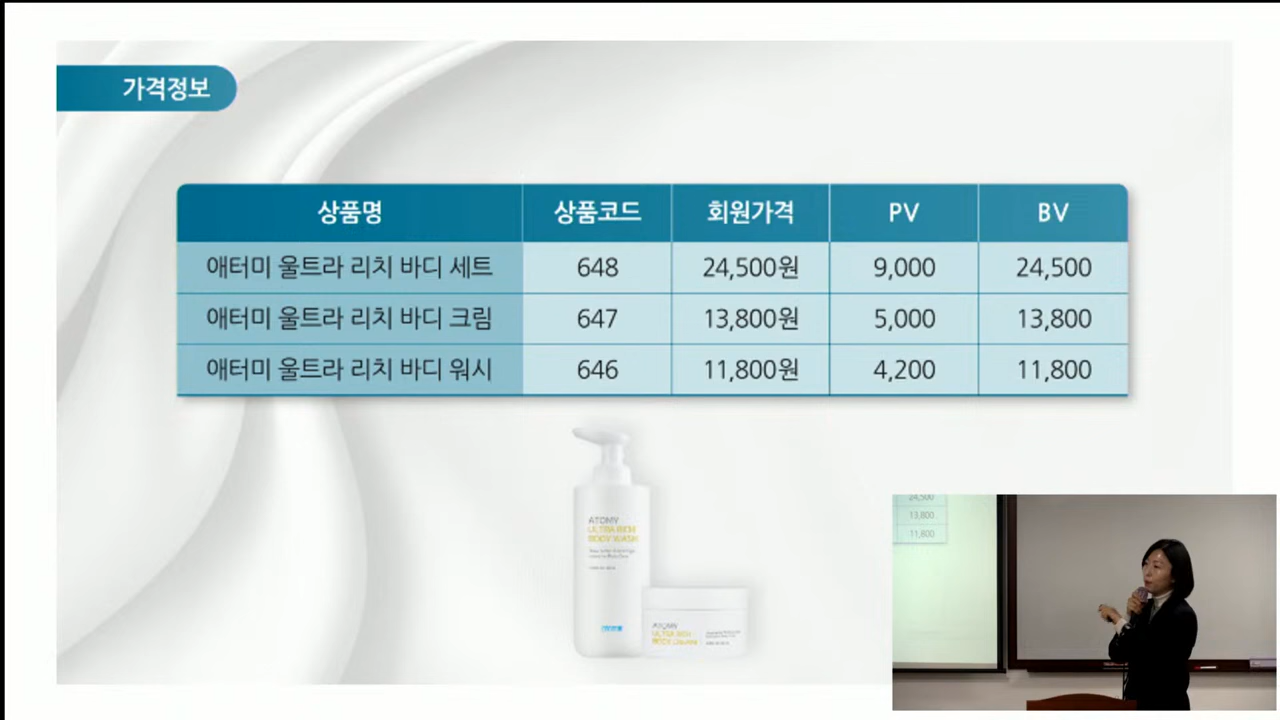 가격정보
상품명 상품코드 회원가격 PV BV
애터미 울트라 리치 바디 세트 648 24,500원 9,000 24,500
애터미 울트라 리치 바디 크림 647 13,800원 5,000 13,800
애터미 울트라 리치 바디 워시 646 11,800원 4,200 11,800
ATOMY
ULTRA RICH
BODY WASH
ATOMY
ULTRA RICH
BODY CREAM
24,500
13,800
11,800